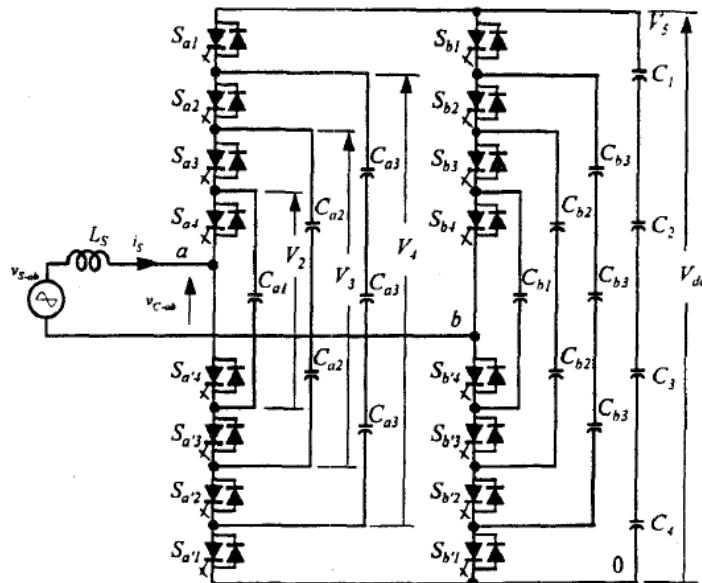 V5
Sa1
Sb1
C1
Sa2
Sb2
Sa3
Ca3
Sb3
Cb3
Sa4
Ca2
Sb4
Cb2
C2
LS
iS
a
V2
V3
V4
Vdc
vS-ab
vC-ab
Ca1
Ca3
Cb1
Cb3
b
Sa'4
Ca2
Sb'4
Cb2
C3
Ca3
Cb3
Sa'3
Sb'3
Sa'2
Sb'2
C4
Sa'1
Sb'1
0